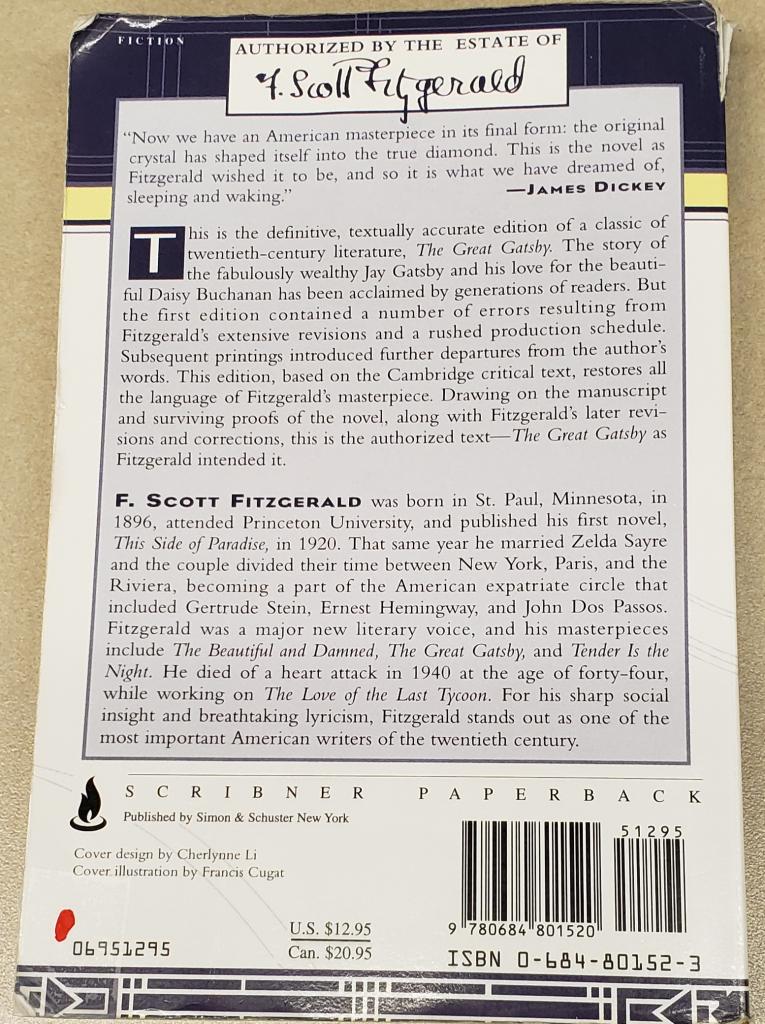 FICTION
AUTHORIZED BY THE ESTATE OF
F. Scott Fitzgerald
"Now we have an American masterpiece in its final form: the original
crystal has shaped itself into the true diamond. This is the novel as
Fitzgerald wished it to be, and so it is what we have dreamed of,
sleeping and waking."
—JAMES DICKEY
This is the definitive, textually accurate edition of a classic of
twentieth-century literature, The Great Gatsby. The story of
the fabulously wealthy Jay Gatsby and his love for the beauti-
ful Daisy Buchanan has been acclaimed by generations of readers. But
the first edition contained a number of errors resulting from
Fitzgerald's extensive revisions and a rushed production schedule.
Subsequent printings introduced further departures from the author's
words. This edition, based on the Cambridge critical text, restores all
the language of Fitzgerald's masterpiece. Drawing on the manuscript
and surviving proofs of the novel, along with Fitzgerald's later revi-
sions and corrections, this is the authorized text—The Great Gatsby as
Fitzgerald intended it.
F. SCOTT FITZGERALD was born in St. Paul, Minnesota, in
1896, attended Princeton University, and published his first novel,
This Side of Paradise, in 1920. That same year he married Zelda Sayre
and the couple divided their time between New York, Paris, and the
Riviera, becoming a part of the American expatriate circle that
included Gertrude Stein, Ernest Hemingway, and John Dos Passos.
Fitzgerald was a major new literary voice, and his masterpieces
include The Beautiful and Damned, The Great Gatsby, and Tender Is the
Night. He died of a heart attack in 1940 at the age of forty-four,
while working on The Love of the Last Tycoon. For his sharp social
insight and breathtaking lyricism, Fitzgerald stands out as one of the
most important American writers of the twentieth century.
SCRIBNER PAPERBACK
Published by Simon & Schuster New York
Cover design by Cherlynne Li
Cover illustration by Francis Cugat
51295
9 780684 801520
06951295
U.S. $12.95
Can. $20.95
ISBN 0-684-80152-3